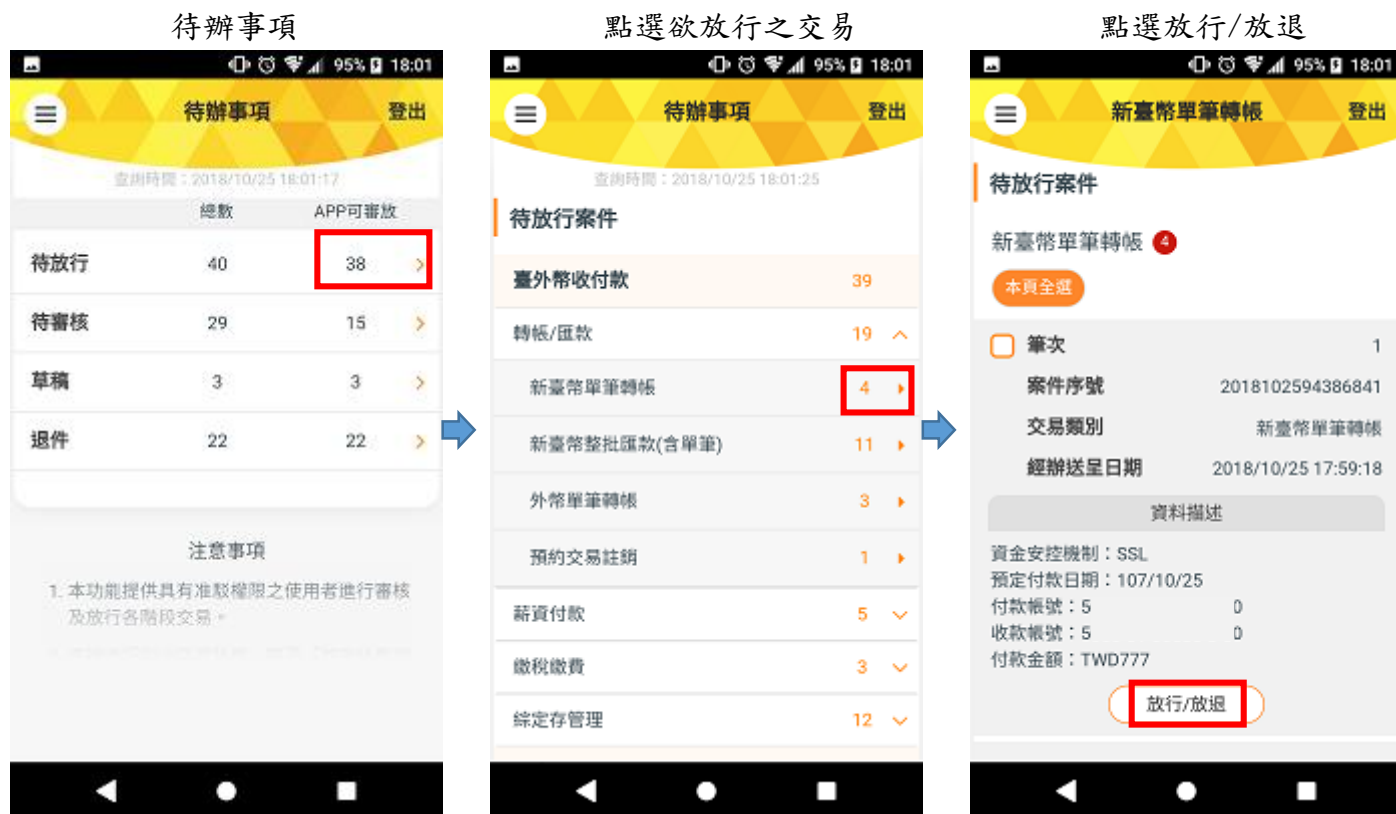 待辦事項
95% 18:01
待辦事項 登出
查詢時間：2018/10/25 18:01:17
總數 APP可審放
待放行 40 38
待審核 29 15
草稿 3 3
退件 22 22
注意事項
1. 本功能提供具有准駁權限之使用者進行審核
及放行各階段交易。
點選欲放行之交易
95% 18:01
待辦事項 登出
查詢時間：2018/10/25 18:01:25
待放行案件
臺外幣收付款 39
轉帳/匯款 19
新臺幣單筆轉帳 4
新臺幣整批匯款(含單筆) 11
外幣單筆轉帳 3
預約交易註銷 1
薪資付款 5
繳稅繳費 3
綜定存管理 12
點選放行/放退
95% 18:01
新臺幣單筆轉帳 登出
待放行案件
新臺幣單筆轉帳 4
本頁全選
筆次 1
案件序號 2018102594386841
交易類別 新臺幣單筆轉帳
經辦送呈日期 2018/10/25 17:59:18
資料描述
資金安控機制：SSL
預定付款日期：107/10/25
付款帳號：5 0
收款帳號：5 0
付款金額：TWD777
放行/放退